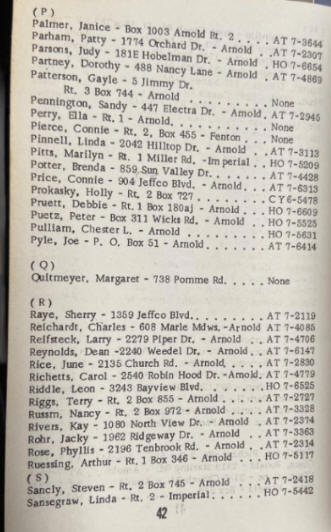 ( P )
Palmer, Janice - Box 1003 Arnold Rt. 2 . . . . AT 7-3644
Parham, Patty - 1774 Orchard Dr. - Arnold . AT 7-2307
Parsons, Judy - 181E Hobelman Dr. - Arnold . HO 7-6654
Partney, Dorothy - 488 Nancy Lane - Arnold . AT 7-4869
Patterson, Gayle - 5 Jimmy Dr.
Rt. 3 Box 744 - Arnold . . . . . . . . . . None
Pennington, Sandy - 447 Electra Dr. - Arnold . AT 7-2945
Perry, Ella - Rt. 1 - Arnold. . . . . . . . . . . None
Pierce, Connie - Rt. 2, Box 455 - Fenton . . . None
Pinnell, Linda - 2042 Hilltop Dr. - Arnold . . . AT 7-3113
Pitts, Marilyn - Rt. 1 Miller Rd. -Imperial . . HO 7-5209
Potter, Brenda - 859 Sun Valley Dr. . . . . . . AT 7-4428
Price, Connie - 904 Jeffco Blvd. - Arnold . . . AT 7-6313
Prokasky, Holly - Rt. 2 Box 727 . . . . . . . . CY 6-5478
Pruett, Debbie - Rt. 1 Box 180aj - Arnold . . . HO 7-6609
Puetz, Peter - Box 311 Wicks Rd. - Arnold . . . HO 7-5525
Pulliam, Chester L. - Arnold . . . . . . . . . . HO 7-5631
Pyle, Joe - P. O. Box 51 - Arnold . . . . . . . AT 7-6414
( Q )
Quitmeyer, Margaret - 738 Pomme Rd. . . . . None
( R )
Raye, Sherry - 1359 Jeffco Blvd. . . . . . . . . AT 7-2119
Reichardt, Charles - 608 Marle Mdws. -Arnold AT 7-4085
Relfsteck, Larry - 2279 Piper Dr. - Arnold . . . AT 7-4706
Reynolds, Dean -2240 Weedel Dr. - Arnold . . AT 7-6147
Rice, June - 2135 Church Rd. - Arnold. . . . . AT 7-2830
Richetts, Carol - 2540 Robin Hood Dr. -Arnold. AT 7-4779
Riddle, Leon - 3243 Bayview Blvd. . . . . . . . HO 7-6525
Riggs, Terry - Rt. 2 Box 855 - Arnold . . . . . AT 7-2727
Russm, Nancy - Rt. 2 Box 972 - Arnold . . . . AT 7-3328
Rivers, Kay - 1080 North View Dr. - Arnold . . AT 7-2374
Rohr, Jacky - 1962 Ridgeway Dr. - Arnold . . . AT 7-3363
Rose, Phyllis - 2196 Tenbrook Rd. - Arnold . . AT 7-2314
Ruessing, Arthur - Rt. 1 Box 346 - Arnold . . . HO 7-5117
( S )
Sancly, Steven - Rt. 2 Box 745 - Arnold . . . . AT 7-2418
Sansegraw, Linda - Rt. 2 - Imperial . . . . . . HO 7-5442
42